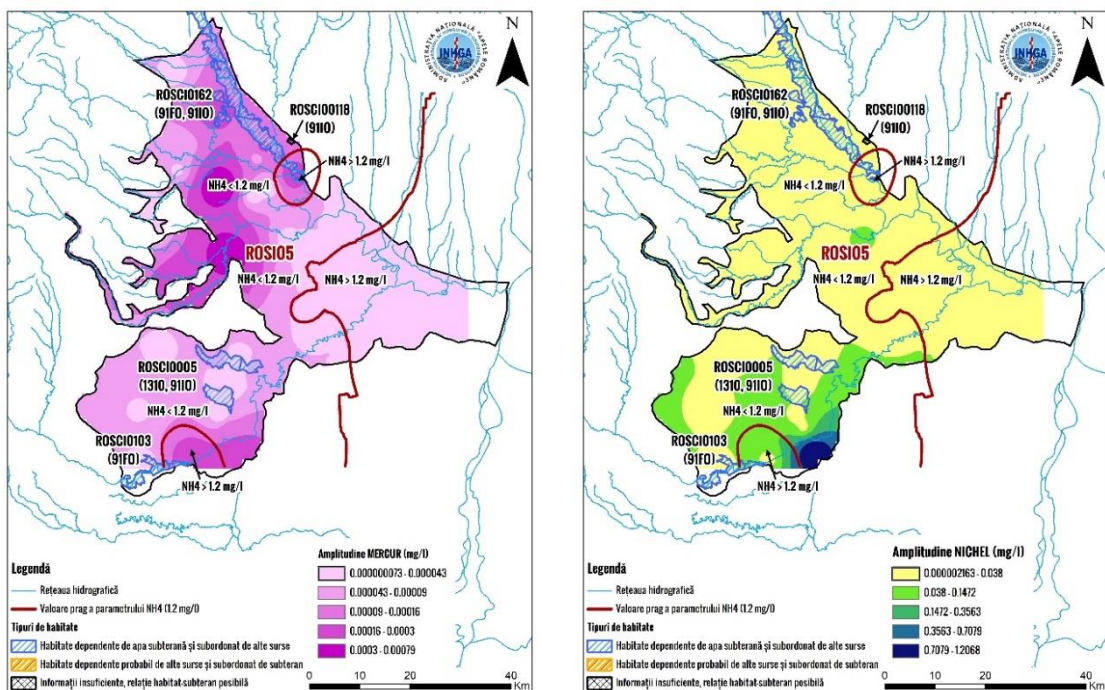 N
ADMINISTRAȚIA NAȚIONALĂ "APELE ROMÂNE"
INHGA
ROSCI0162
(91F0, 91I0)
ROSCI00118
(91I0)
NH4 > 1.2 mg/l
NH4 < 1.2 mg/l
ROSI05
NH4 < 1.2 mg/l
NH4 > 1.2 mg/l
ROSCI0005
(1310, 91I0)
NH4 < 1.2 mg/l
ROSCI0103
(91F0)
NH4 > 1.2 mg/l
Legendă
Rețeaua hidrografică
Valoare prag a parametrului NH4 (1.2 mg/l)
Tipuri de habitate
Habitate dependente de apa subterană și subordonat de alte surse
Habitate dependente probabil de alte surse și subordonat de subteran
Informații insuficiente, relație habitat-subteran posibilă
Amplitudine MERCUR (mg/l)
0.000000073 - 0.000043
0.000043 - 0.00009
0.00009 - 0.00016
0.00016 - 0.0003
0.0003 - 0.00079
0 10 20 40
Km
N
ADMINISTRAȚIA NAȚIONALĂ "APELE ROMÂNE"
INHGA
ROSCI0162
(91F0, 91I0)
ROSCI00118
(91I0)
NH4 > 1.2 mg/l
NH4 < 1.2 mg/l
ROSI05
NH4 < 1.2 mg/l
NH4 > 1.2 mg/l
ROSCI0005
(1310, 91I0)
NH4 < 1.2 mg/l
ROSCI0103
(91F0)
NH4 > 1.2 mg/l
Legendă
Rețeaua hidrografică
Valoare prag a parametrului NH4 (1.2 mg/l)
Tipuri de habitate
Habitate dependente de apa subterană și subordonat de alte surse
Habitate dependente probabil de alte surse și subordonat de subteran
Informații insuficiente, relație habitat-subteran posibilă
Amplitudine NICHEL (mg/l)
0.000002163 - 0.038
0.038 - 0.1472
0.1472 - 0.3563
0.3563 - 0.7079
0.7079 - 1.2068
0 10 20 40
Km